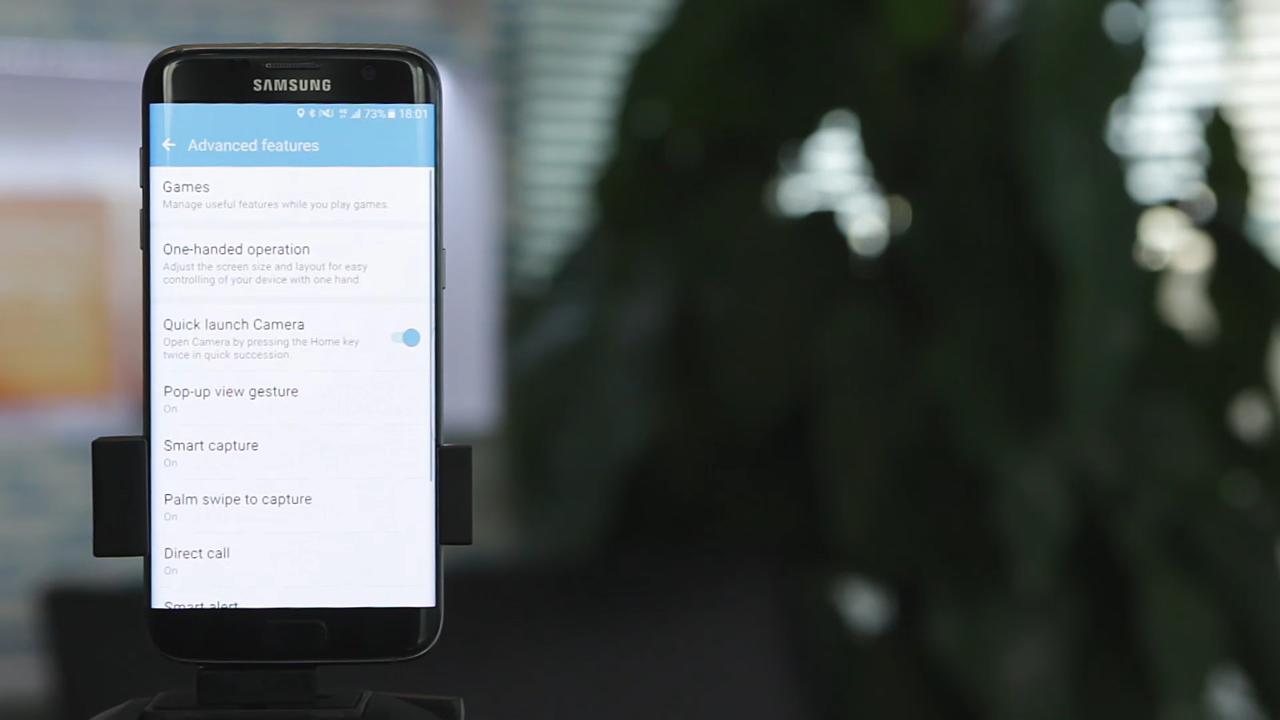 SAMSUNG
73% 18:01
Advanced features
Games
Manage useful features while you play games.
One-handed operation
Adjust the screen size and layout for easy
controlling of your device with one hand.
Quick launch Camera
Open Camera by pressing the Home key
twice in quick succession.
Pop-up view gesture
On
Smart capture
On
Palm swipe to capture
On
Direct call
On
Smart alert